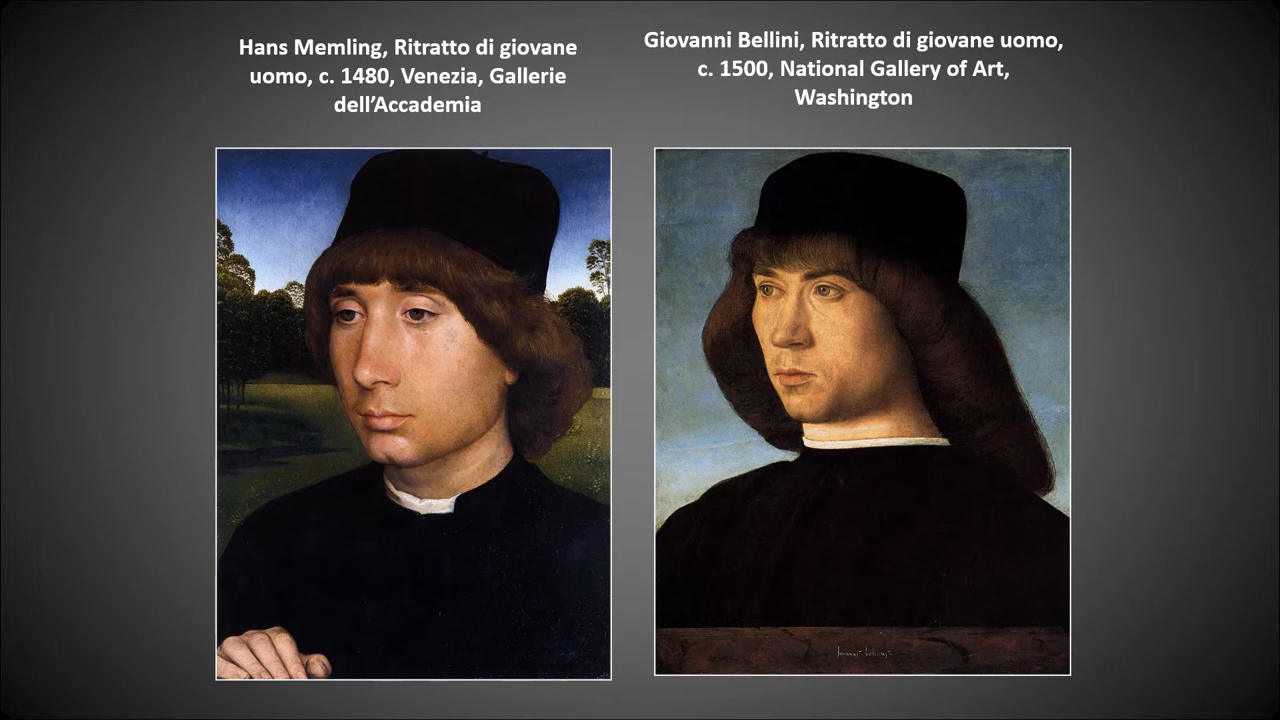 Hans Memling, Ritratto di giovane
uomo, c. 1480, Venezia, Gallerie
dell’Accademia
Giovanni Bellini, Ritratto di giovane uomo,
c. 1500, National Gallery of Art,
Washington